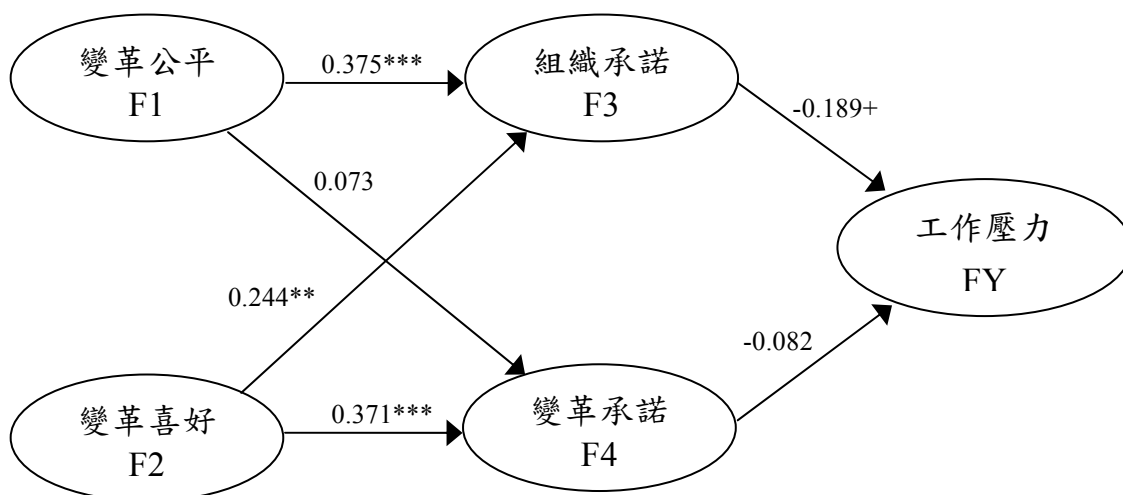 變革公平
F1
0.375***
組織承諾
F3
-0.189+
0.073
工作壓力
FY
0.244**
-0.082
變革喜好
F2
0.371***
變革承諾
F4